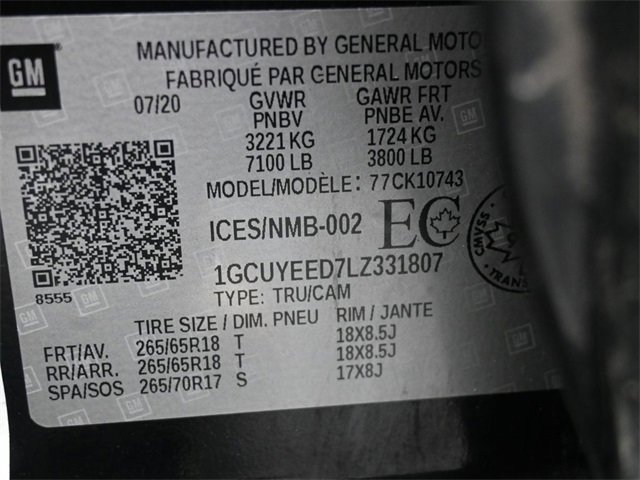 GM
MANUFACTURED BY GENERAL MOTO
FABRIQUÉ PAR GENERAL MOTORS
07/20 GVWR GAWR FRT
PNBV PNBE AV.
3221 KG 1724 KG
7100 LB 3800 LB
MODEL/MODÈLE: 77CK10743
ICES/NMB-002 EC
CMVSS
TRANS
1GCUYEED7LZ331807
8555
TYPE: TRU/CAM
TIRE SIZE / DIM. PNEU RIM / JANTE
FRT/AV. 265/65R18 T 18X8.5J
RR/ARR. 265/65R18 T 18X8.5J
SPA/SOS 265/70R17 S 17X8J